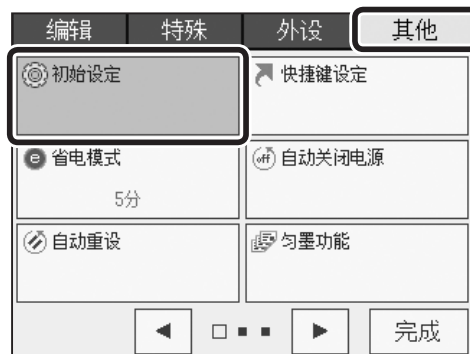 编辑 特殊 外设 其他
初始设定 快捷键设定
省电模式 自动关闭电源
5分
自动重设 匀墨功能
完成